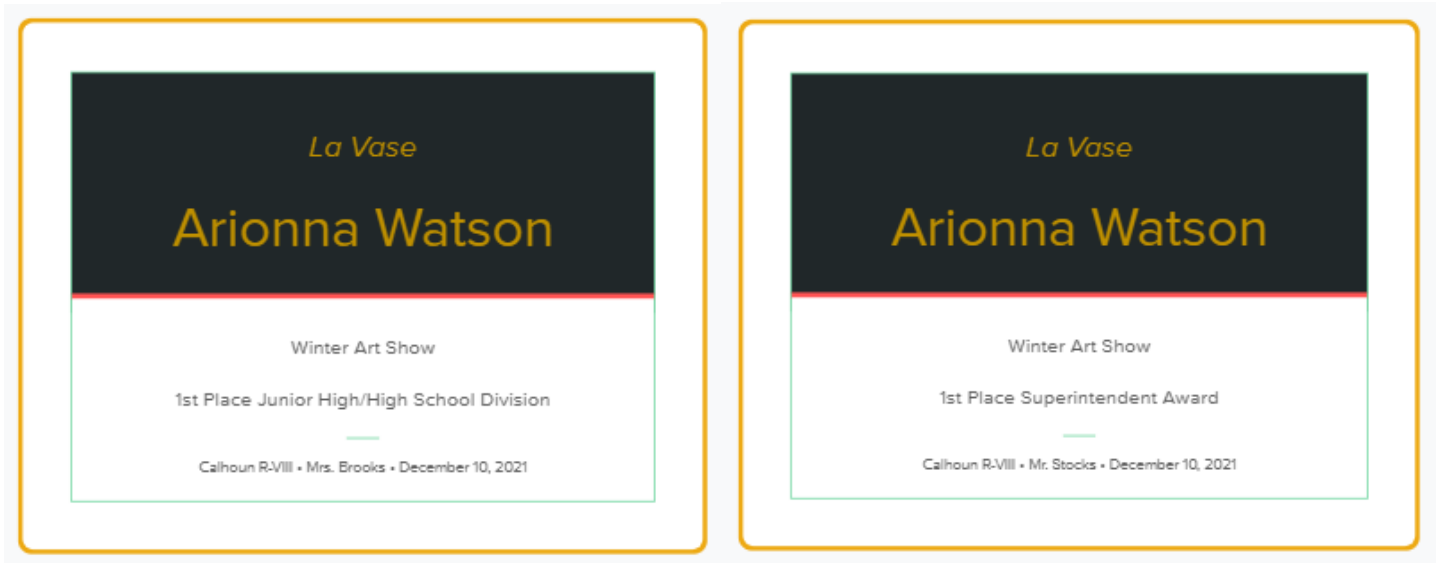 La Vase
Arionna Watson
Winter Art Show
1st Place Junior High/High School Division
Calhoun R-VIII • Mrs. Brooks • December 10, 2021
La Vase
Arionna Watson
Winter Art Show
1st Place Superintendent Award
Calhoun R-VIII • Mr. Stocks • December 10, 2021